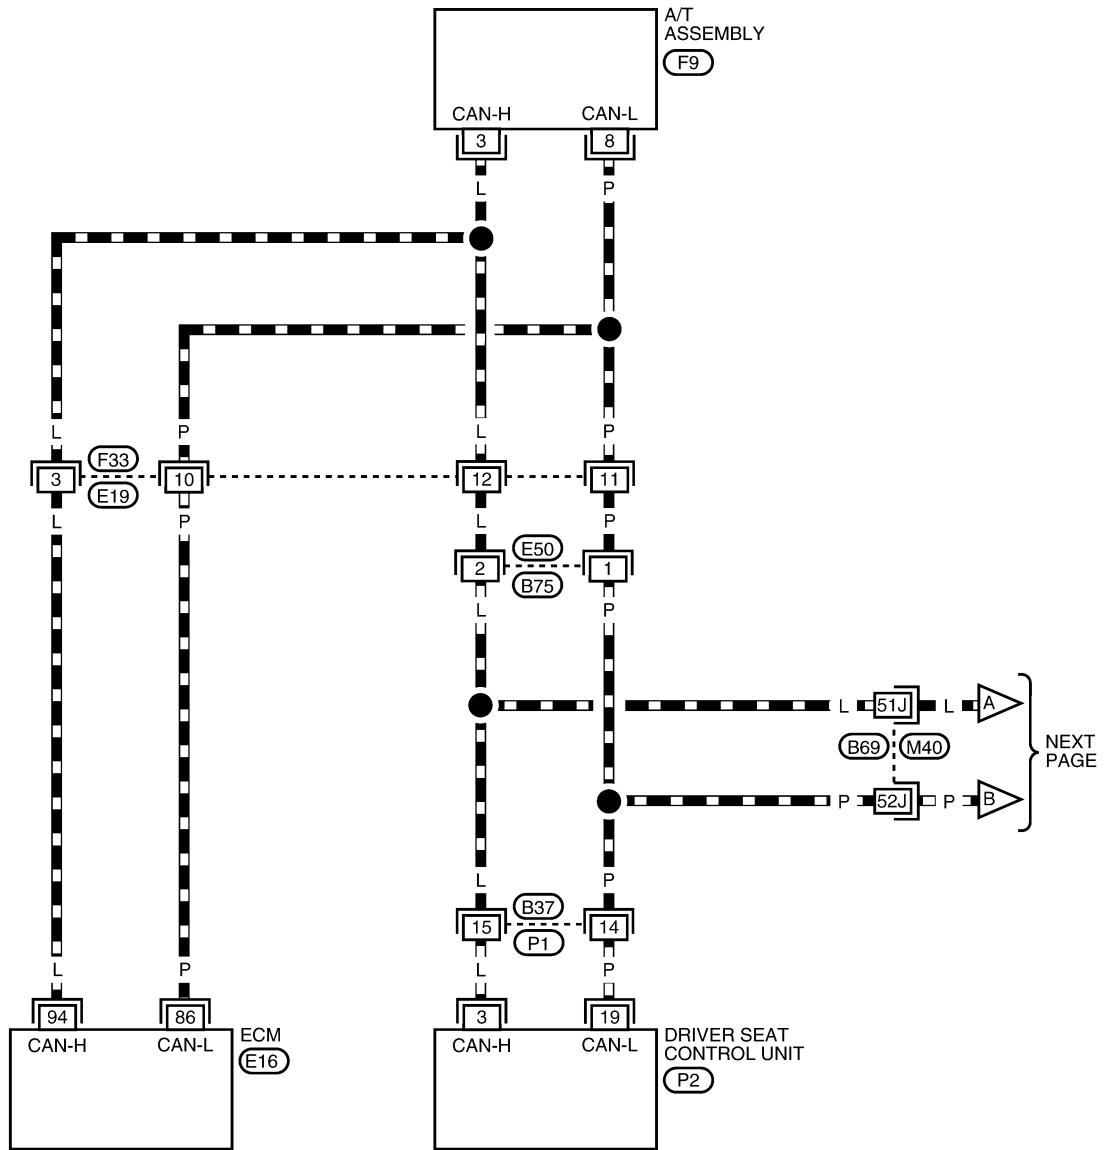 A/T
ASSEMBLY
F9
CAN-H CAN-L
3 8
L P
L P L P
F33
3 10 12 11
E19
L P L P
E50
2 1
B75
L P
L 51J L A
B69 M40
NEXT
PAGE
P 52J P B
L P
B37
15 14
P1
L P L P
94 86 3 19
CAN-H CAN-L ECM
E16
CAN-H CAN-L
DRIVER SEAT
CONTROL UNIT
P2